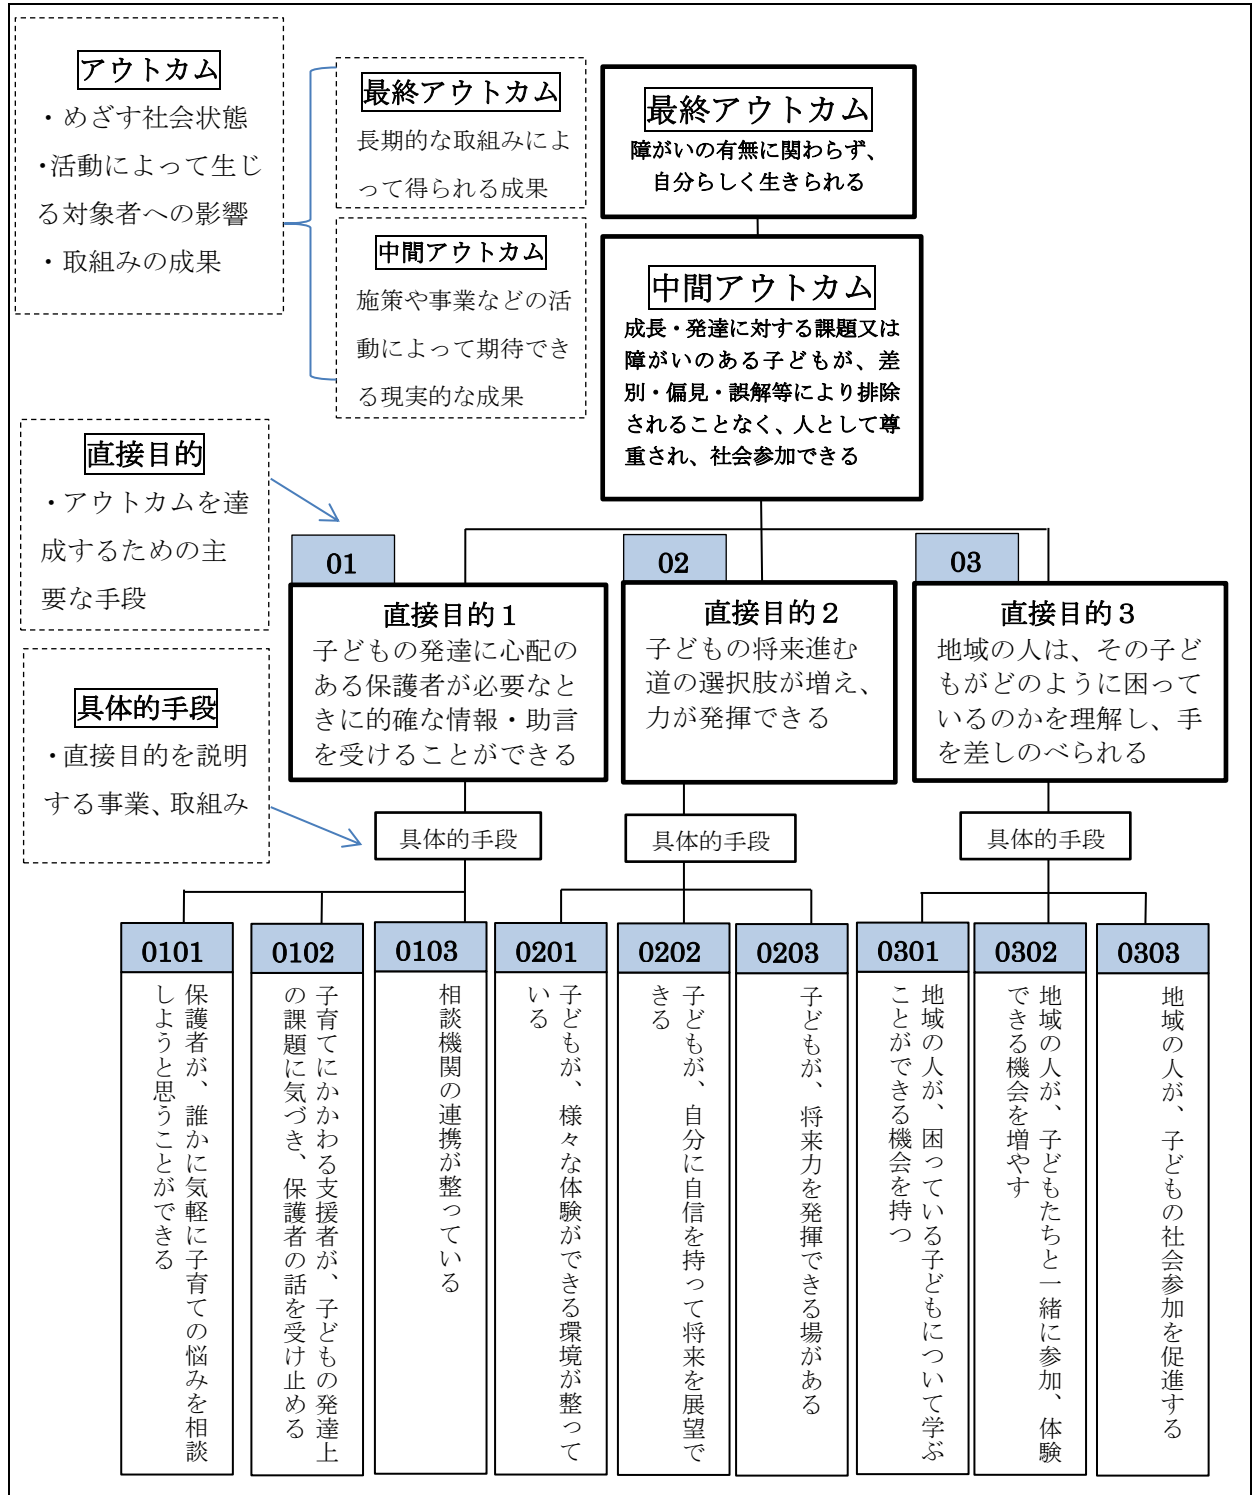 アウトカム
・めざす社会状態
・活動によって生じ
る対象者への影響
・取組みの成果
最終アウトカム
長期的な取組みによ
って得られる成果
中間アウトカム
施策や事業などの活
動によって期待でき
る現実的な成果
最終アウトカム
障がいの有無に関わらず、
自分らしく生きられる
中間アウトカム
成長・発達に対する課題又は
障がいのある子どもが、差
別・偏見・誤解等により排除
されることなく、人として尊
重され、社会参加できる
直接目的
・アウトカムを達
成するための主
要な手段
具体的手段
・直接目的を説明
する事業、取組み
01
直接目的１
子どもの発達に心配の
ある保護者が必要なと
きに的確な情報・助言
を受けることができる
02
直接目的２
子どもの将来進む
道の選択肢が増え、
力が発揮できる
03
直接目的３
地域の人は、その子ど
もがどのように困って
いるのかを理解し、手
を差しのべられる
具体的手段
具体的手段
具体的手段
0101
保護者が、誰かに気軽に子育ての悩みを相談
しようと思うことができる
0102
子育てにかかわる支援者が、子どもの発達上
の課題に気づき、保護者の話を受け止める
0103
相談機関の連携が整っている
0201
子どもが、様々な体験ができる環境が整って
いる
0202
子どもが、自分に自信を持って将来を展望で
きる
0203
子どもが、将来力を発揮できる場がある
0301
地域の人が、困っている子どもについて学ぶ
ことができる機会を持つ
0302
地域の人が、子どもたちと一緒に参加、体験
できる機会を増やす
0303
地域の人が、子どもの社会参加を促進する